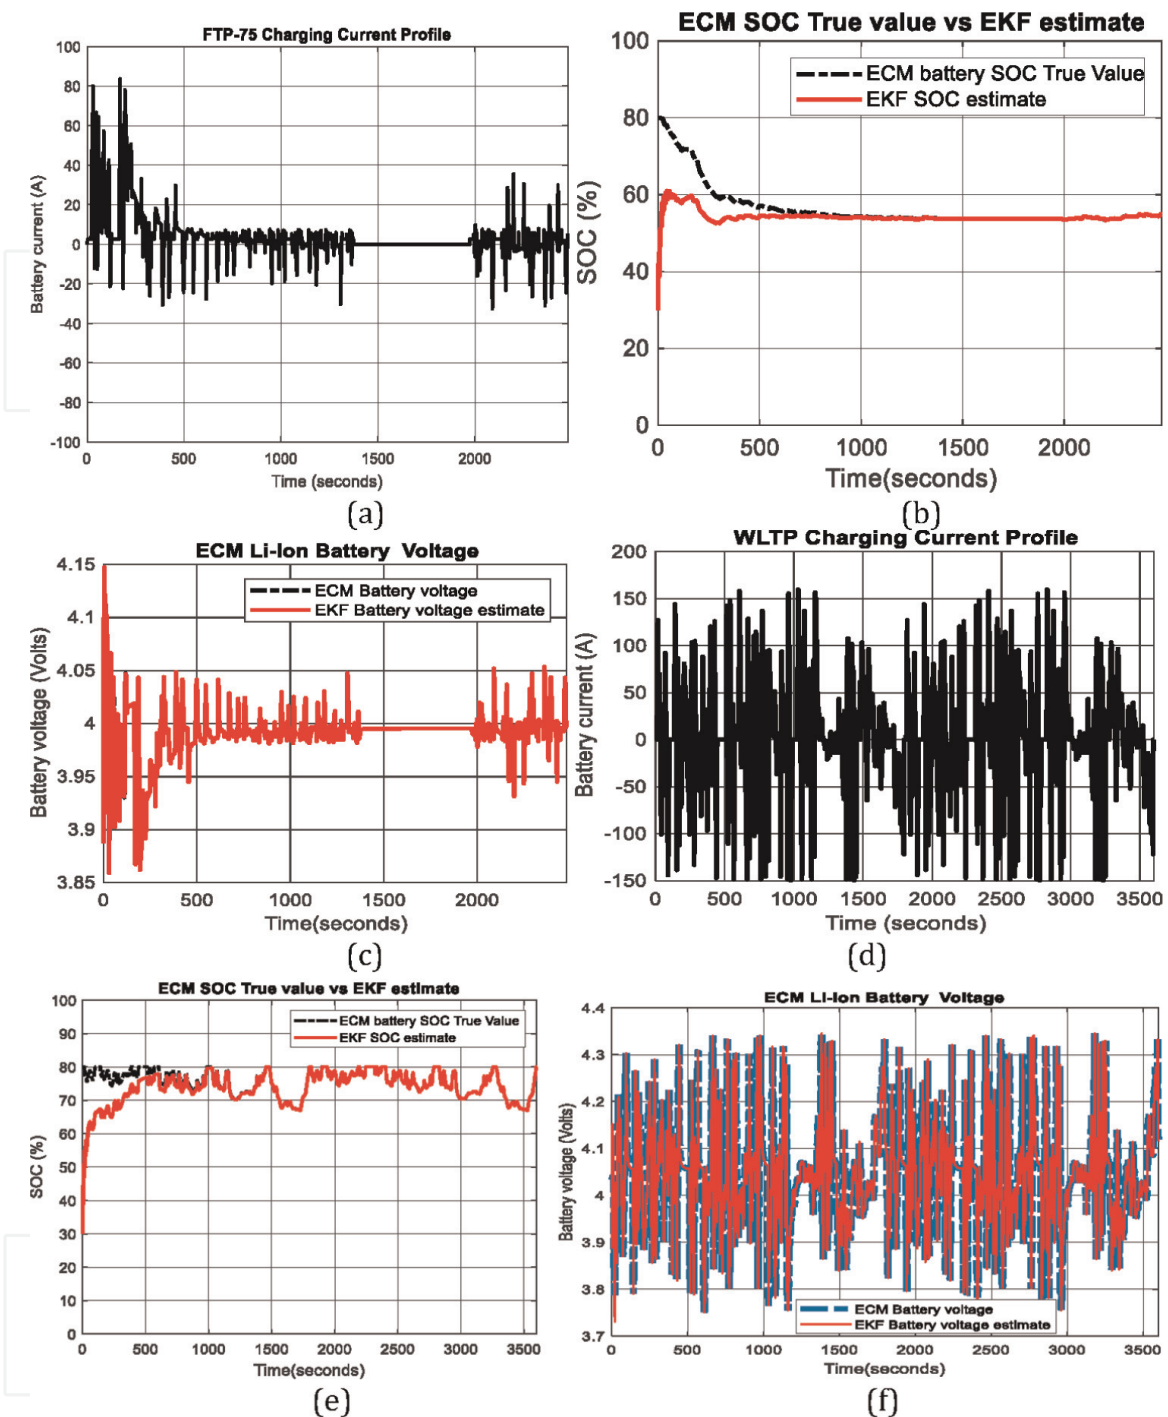 FTP-75 Charging Current Profile
100
80
60
40
20
0
-20
-40
-60
-80
-100
Battery current (A)
0
500
1000
1500
2000
Time (seconds)
(a)
ECM SOC True value vs EKF estimate
ECM battery SOC True Value
EKF SOC estimate
100
80
60
40
20
0
SOC (%)
0
500
1000
1500
2000
Time(seconds)
(b)
ECM Li-Ion Battery Voltage
ECM Battery voltage
EKF Battery voltage estimate
4.15
4.1
4.05
4
3.95
3.9
3.85
Battery voltage (Volts)
0
500
1000
1500
2000
Time(seconds)
(c)
WLTP Charging Current Profile
200
150
100
50
0
-50
-100
-150
Battery current (A)
0
500
1000
1500
2000
2500
3000
3500
Time (seconds)
(d)
ECM SOC True value vs EKF estimate
ECM battery SOC True Value
EKF SOC estimate
100
90
80
70
60
50
40
30
20
10
0
SOC (%)
0
500
1000
1500
2000
2500
3000
3500
Time(seconds)
(e)
ECM Li-Ion Battery Voltage
ECM Battery voltage
EKF Battery voltage estimate
4.4
4.3
4.2
4.1
4
3.9
3.8
3.7
Battery voltage (Volts)
0
500
1000
1500
2000
2500
3000
3500
Time(seconds)
(f)